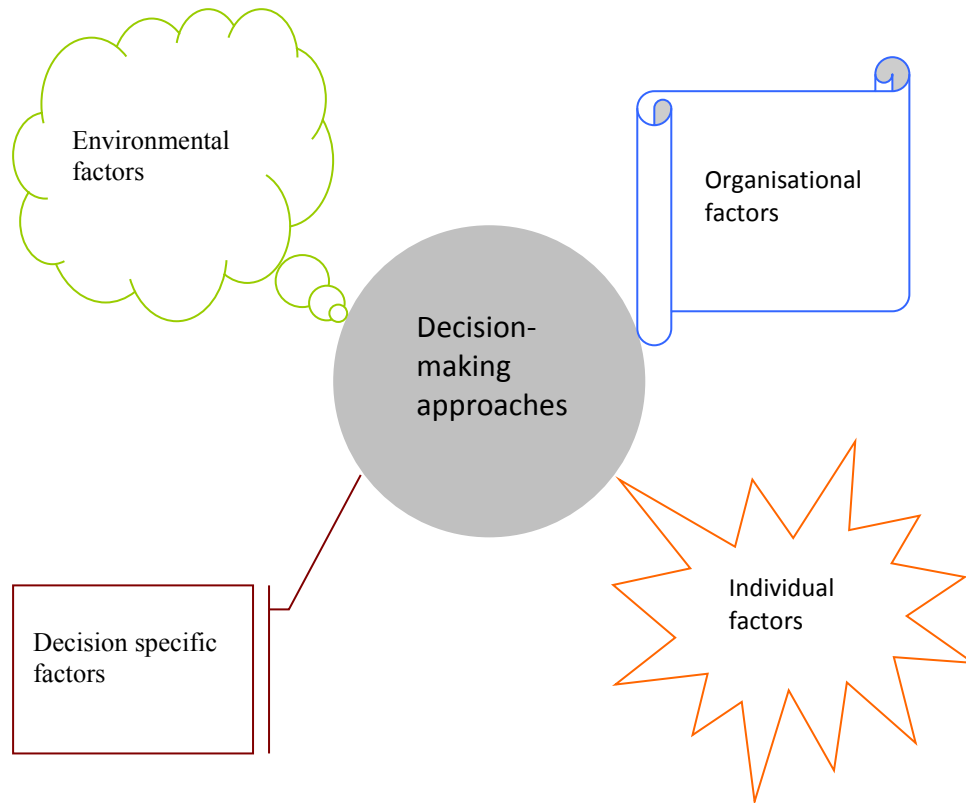 Environmental
factors
Organisational
factors
Decision-
making
approaches
Decision specific
factors
Individual
factors